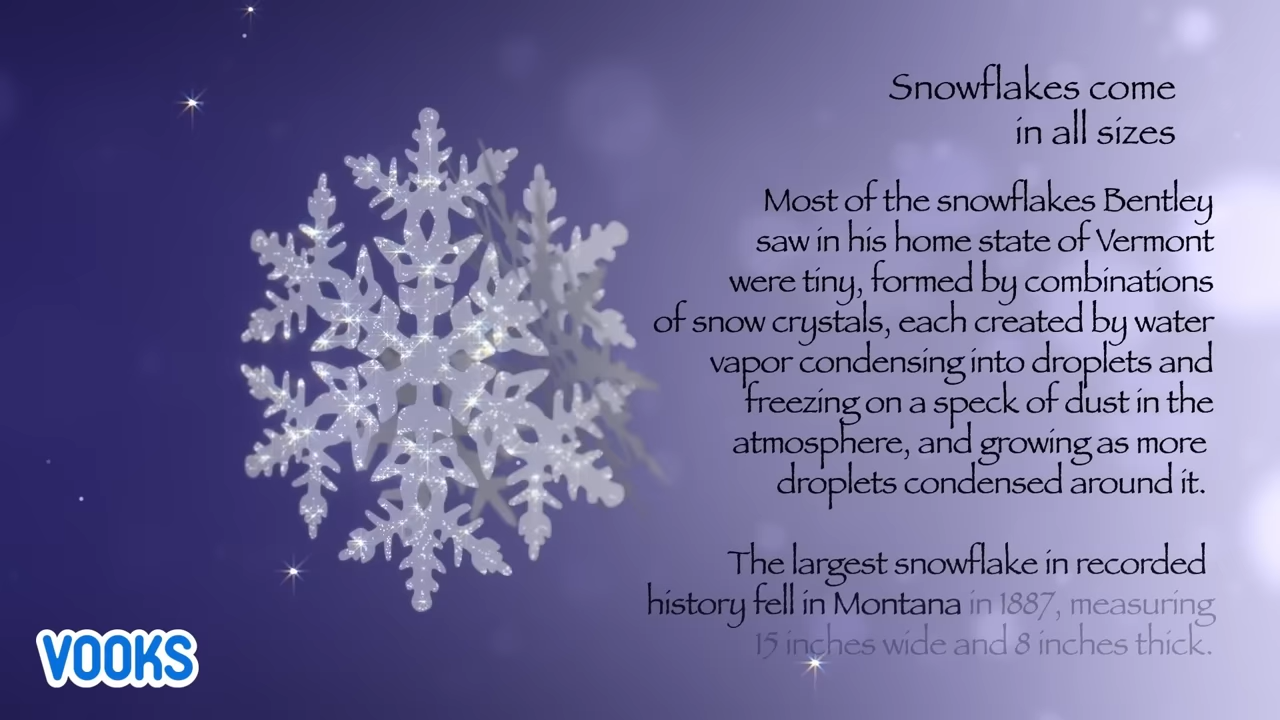 Snowflakes come
in all sizes
Most of the snowflakes Bentley
saw in his home state of Vermont
were tiny, formed by combinations
of snow crystals, each created by water
vapor condensing into droplets and
freezing on a speck of dust in the
atmosphere, and growing as more
droplets condensed around it.
The largest snowflake in recorded
history fell in Montana in 1887, measuring
15 inches wide and 8 inches thick.
VOOKS